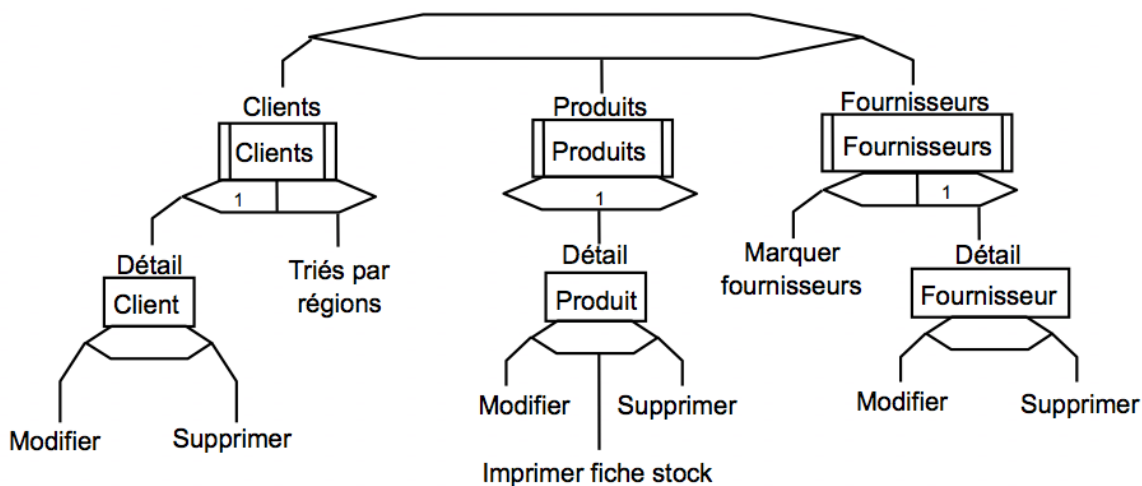 Clients
Produits
Fournisseurs
Clients
Produits
Fournisseurs
1
1
1
Détail
Triés par
régions
Détail
Marquer
fournisseurs
Détail
Client
Produit
Fournisseur
Modifier
Supprimer
Modifier
Supprimer
Modifier
Supprimer
Imprimer fiche stock